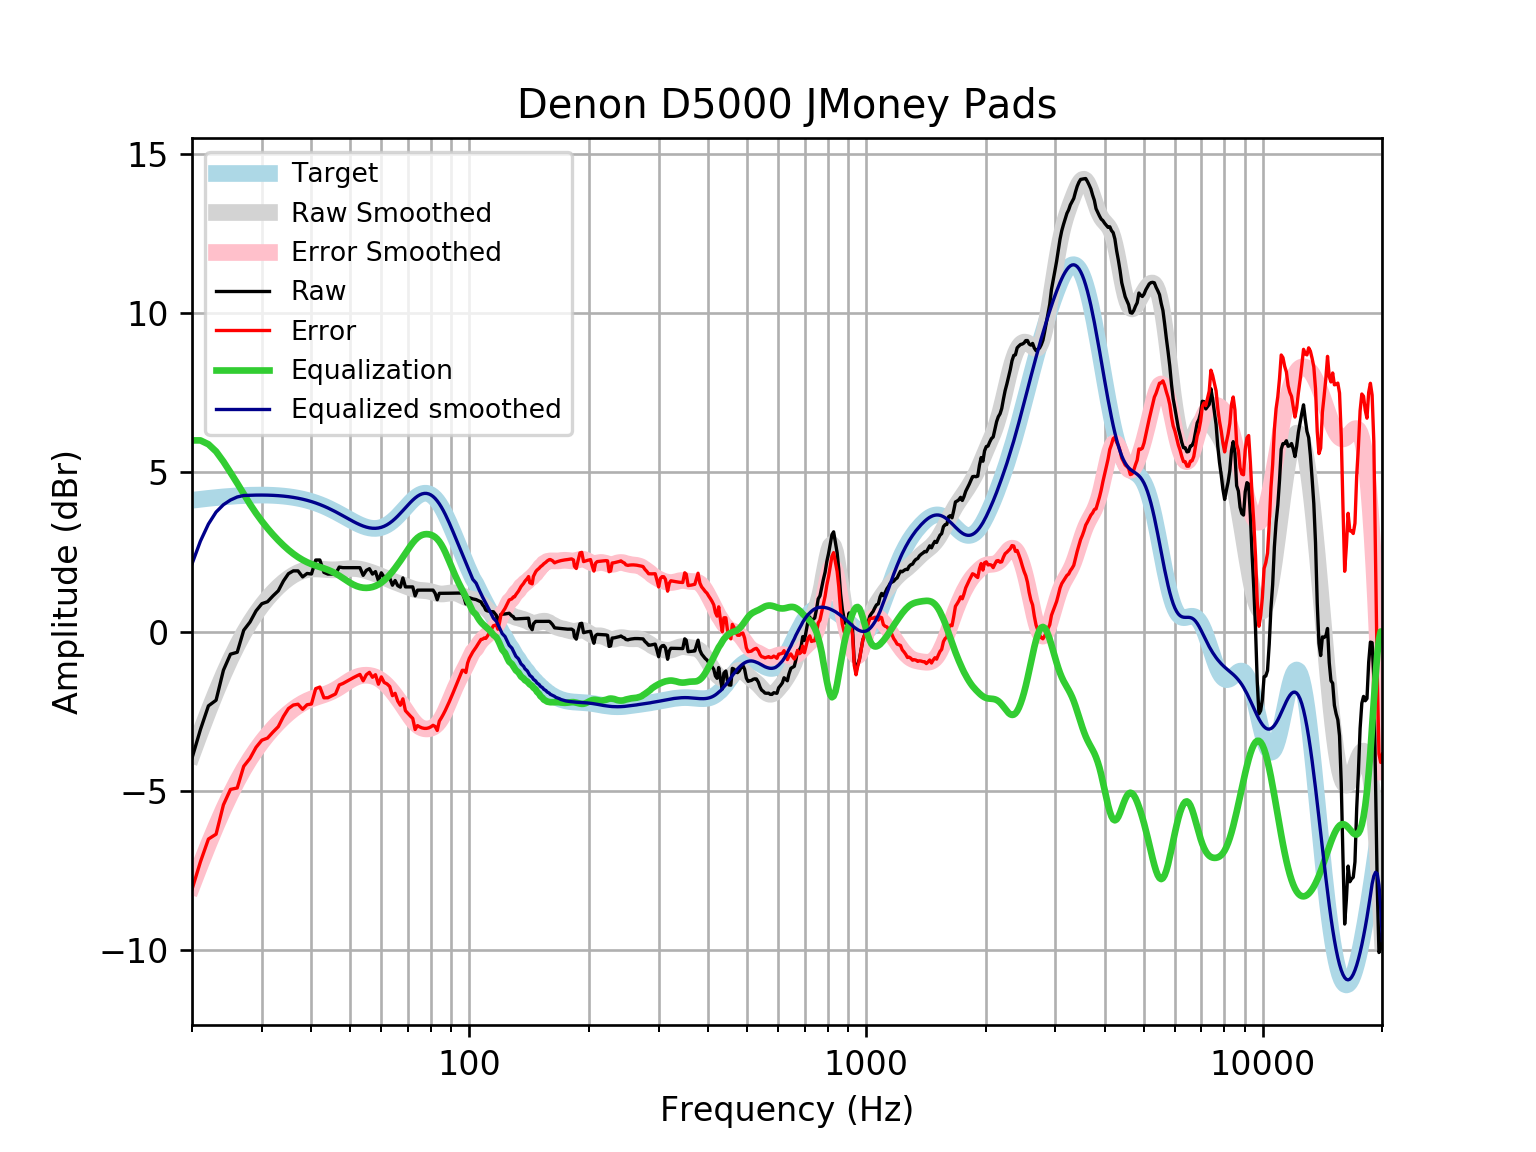 Denon D5000 JMoney Pads
15
10
5
0
−5
−10
Amplitude (dBr)
Target
Raw Smoothed
Error Smoothed
Raw
Error
Equalization
Equalized smoothed
100
1000
10000
Frequency (Hz)